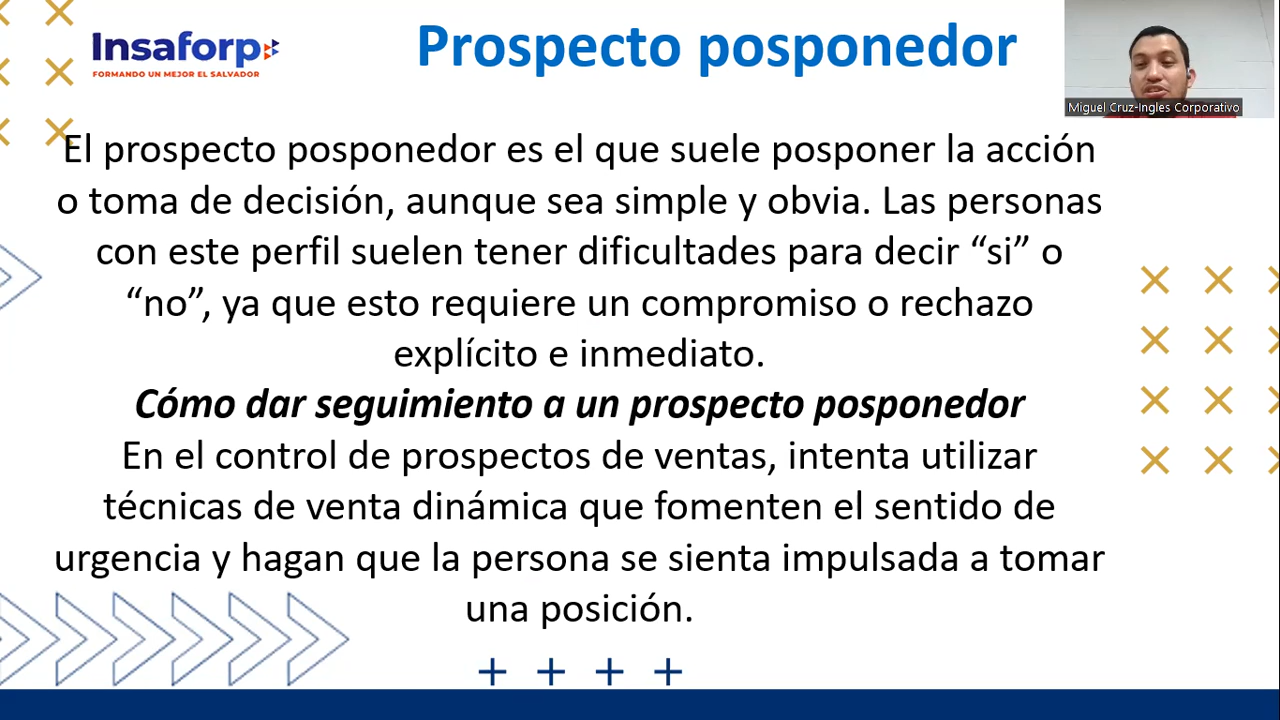 Insaforp
FORMANDO UN MEJOR EL SALVADOR
Prospecto posponedor
Miguel Cruz-Ingles Corporativo
El prospecto posponedor es el que suele posponer la acción
o toma de decisión, aunque sea simple y obvia. Las personas
con este perfil suelen tener dificultades para decir “si” o
“no”, ya que esto requiere un compromiso o rechazo
explícito e inmediato.
Cómo dar seguimiento a un prospecto posponedor
En el control de prospectos de ventas, intenta utilizar
técnicas de venta dinámica que fomenten el sentido de
urgencia y hagan que la persona se sienta impulsada a tomar
una posición.